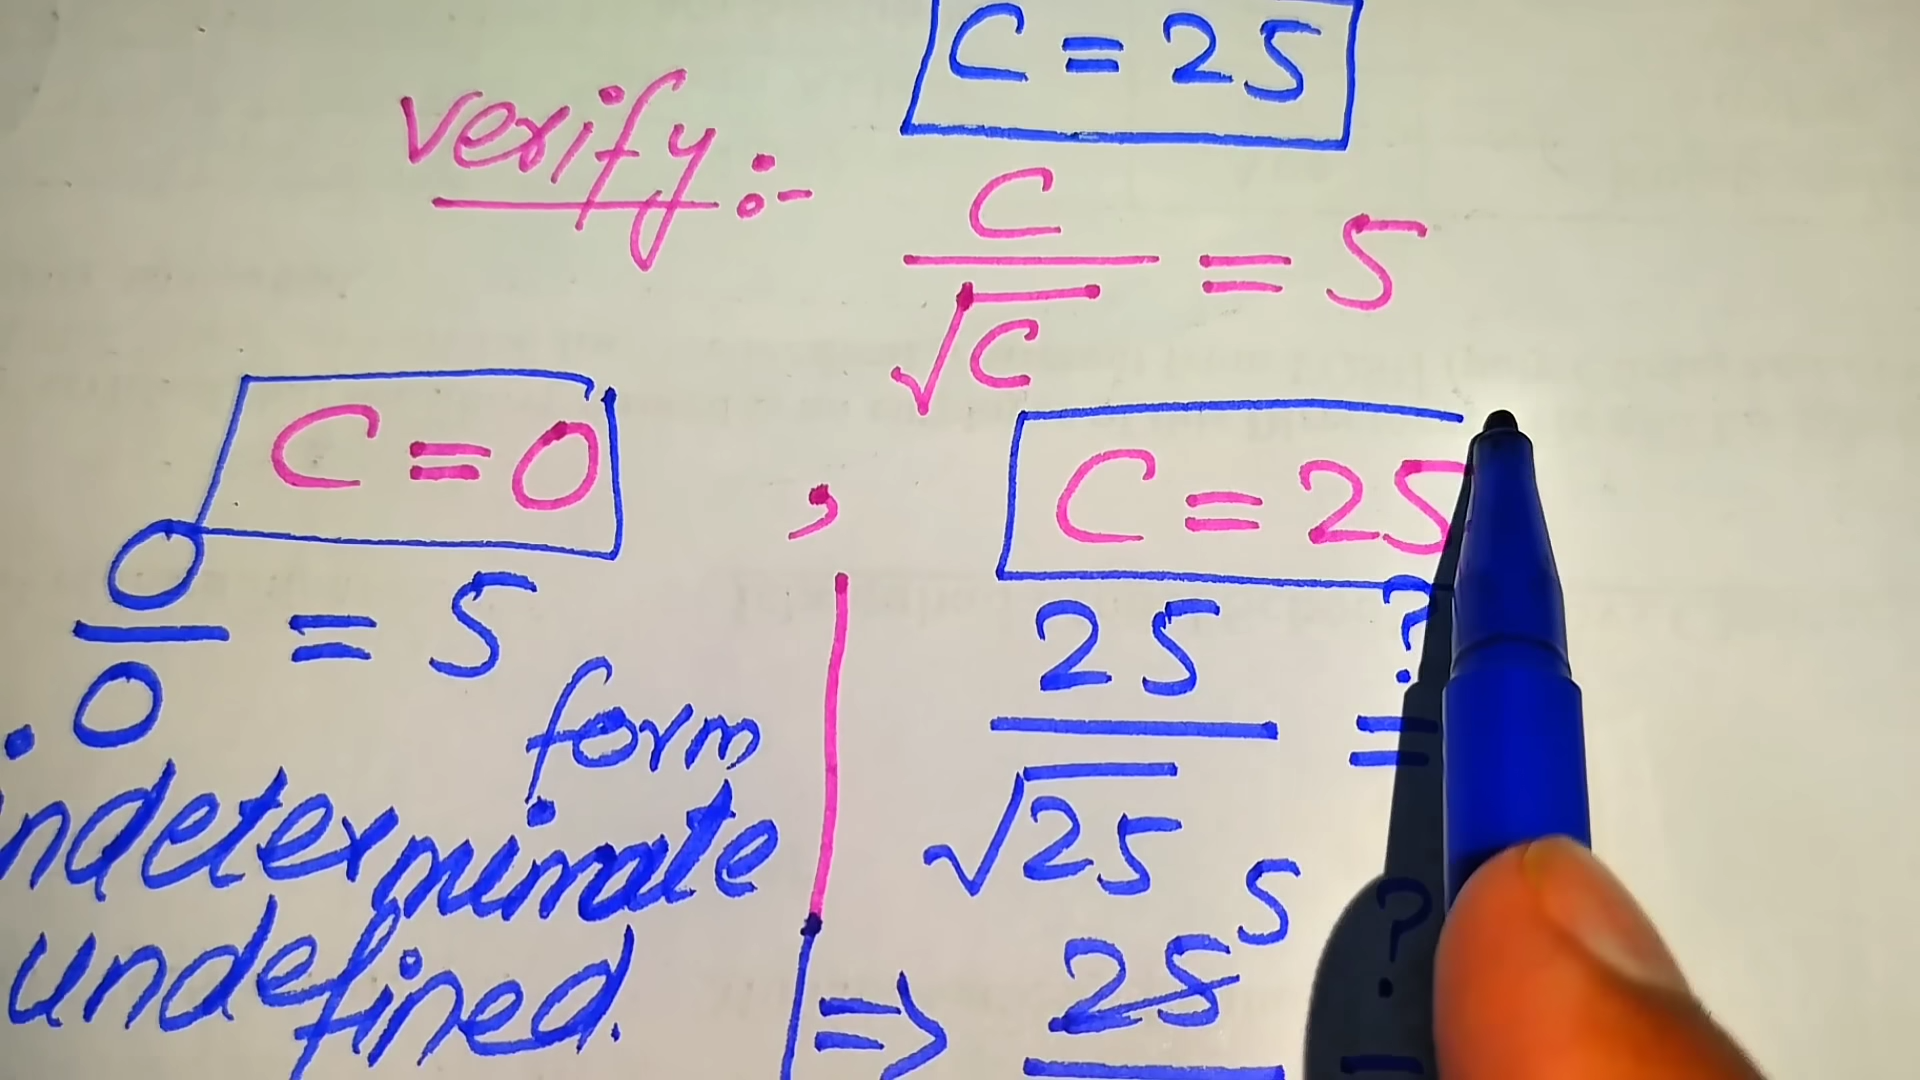 C = 25
verify :-
C/√C = 5
C = 0 , C = 25
0/0 = 5
form
indeterminate
undefined.
25/√25 =?
=> 25 5 ?